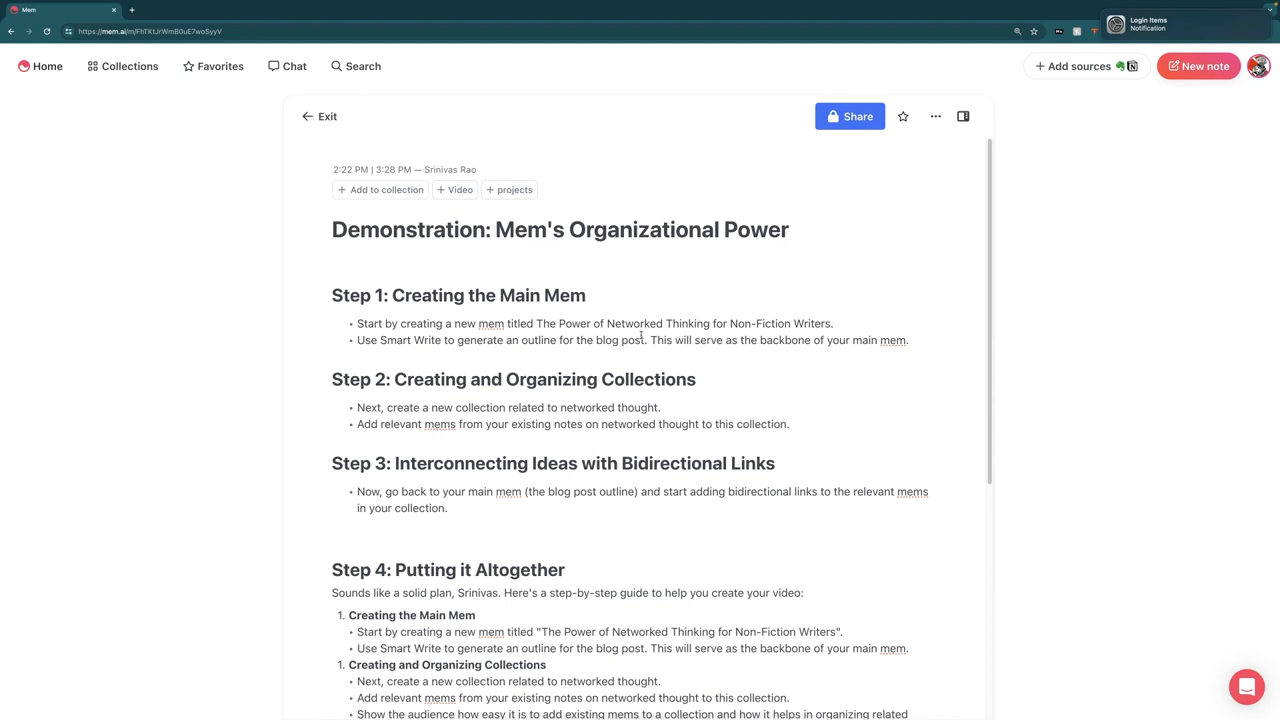 Mem
https://mem.ai/m/FhTKtJrWmB0uE7woSyyV
Login Items
Notification
Home
Collections
Favorites
Chat
Search
Add sources
New note
Exit
Share
2:22 PM | 3:28 PM — Srinivas Rao
+ Add to collection
+ Video
+ projects
Demonstration: Mem's Organizational Power
Step 1: Creating the Main Mem
• Start by creating a new mem titled The Power of Networked Thinking for Non-Fiction Writers.
• Use Smart Write to generate an outline for the blog post. This will serve as the backbone of your main mem.
Step 2: Creating and Organizing Collections
• Next, create a new collection related to networked thought.
• Add relevant mems from your existing notes on networked thought to this collection.
Step 3: Interconnecting Ideas with Bidirectional Links
• Now, go back to your main mem (the blog post outline) and start adding bidirectional links to the relevant mems
in your collection.
Step 4: Putting it Altogether
Sounds like a solid plan, Srinivas. Here's a step-by-step guide to help you create your video:
1. Creating the Main Mem
• Start by creating a new mem titled "The Power of Networked Thinking for Non-Fiction Writers".
• Use Smart Write to generate an outline for the blog post. This will serve as the backbone of your main mem.
1. Creating and Organizing Collections
• Next, create a new collection related to networked thought.
• Add relevant mems from your existing notes on networked thought to this collection.
• Show the audience how easy it is to add existing mems to a collection and how it helps in organizing related